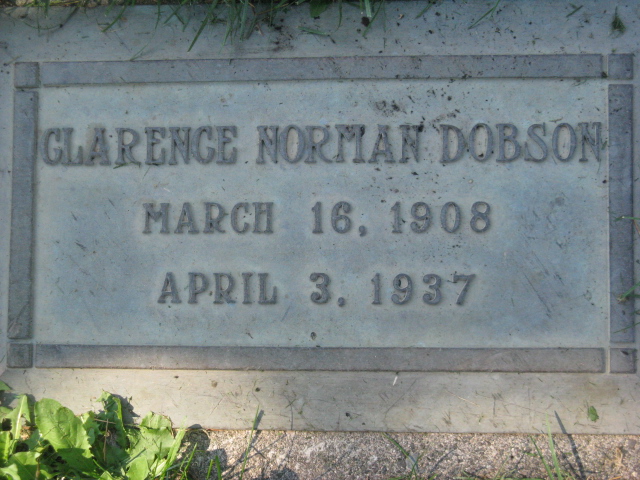 CLARENCE NORMAN DOBSON
MARCH 16, 1908
APRIL 3, 1937